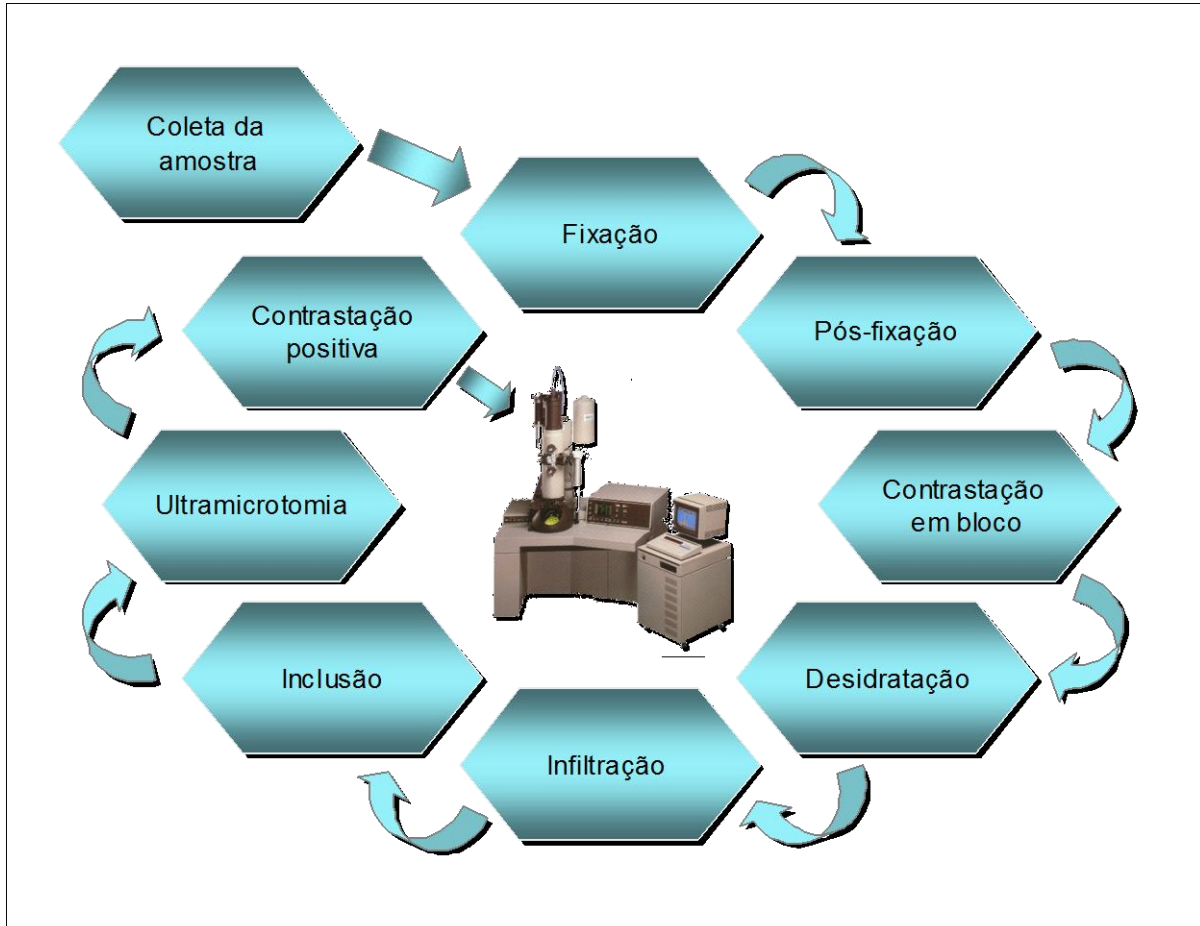 Coleta da
amostra
Fixação
Pós-fixação
Contrastação
em bloco
Desidratação
Infiltração
Inclusão
Ultramicrotomia
Contrastação
positiva